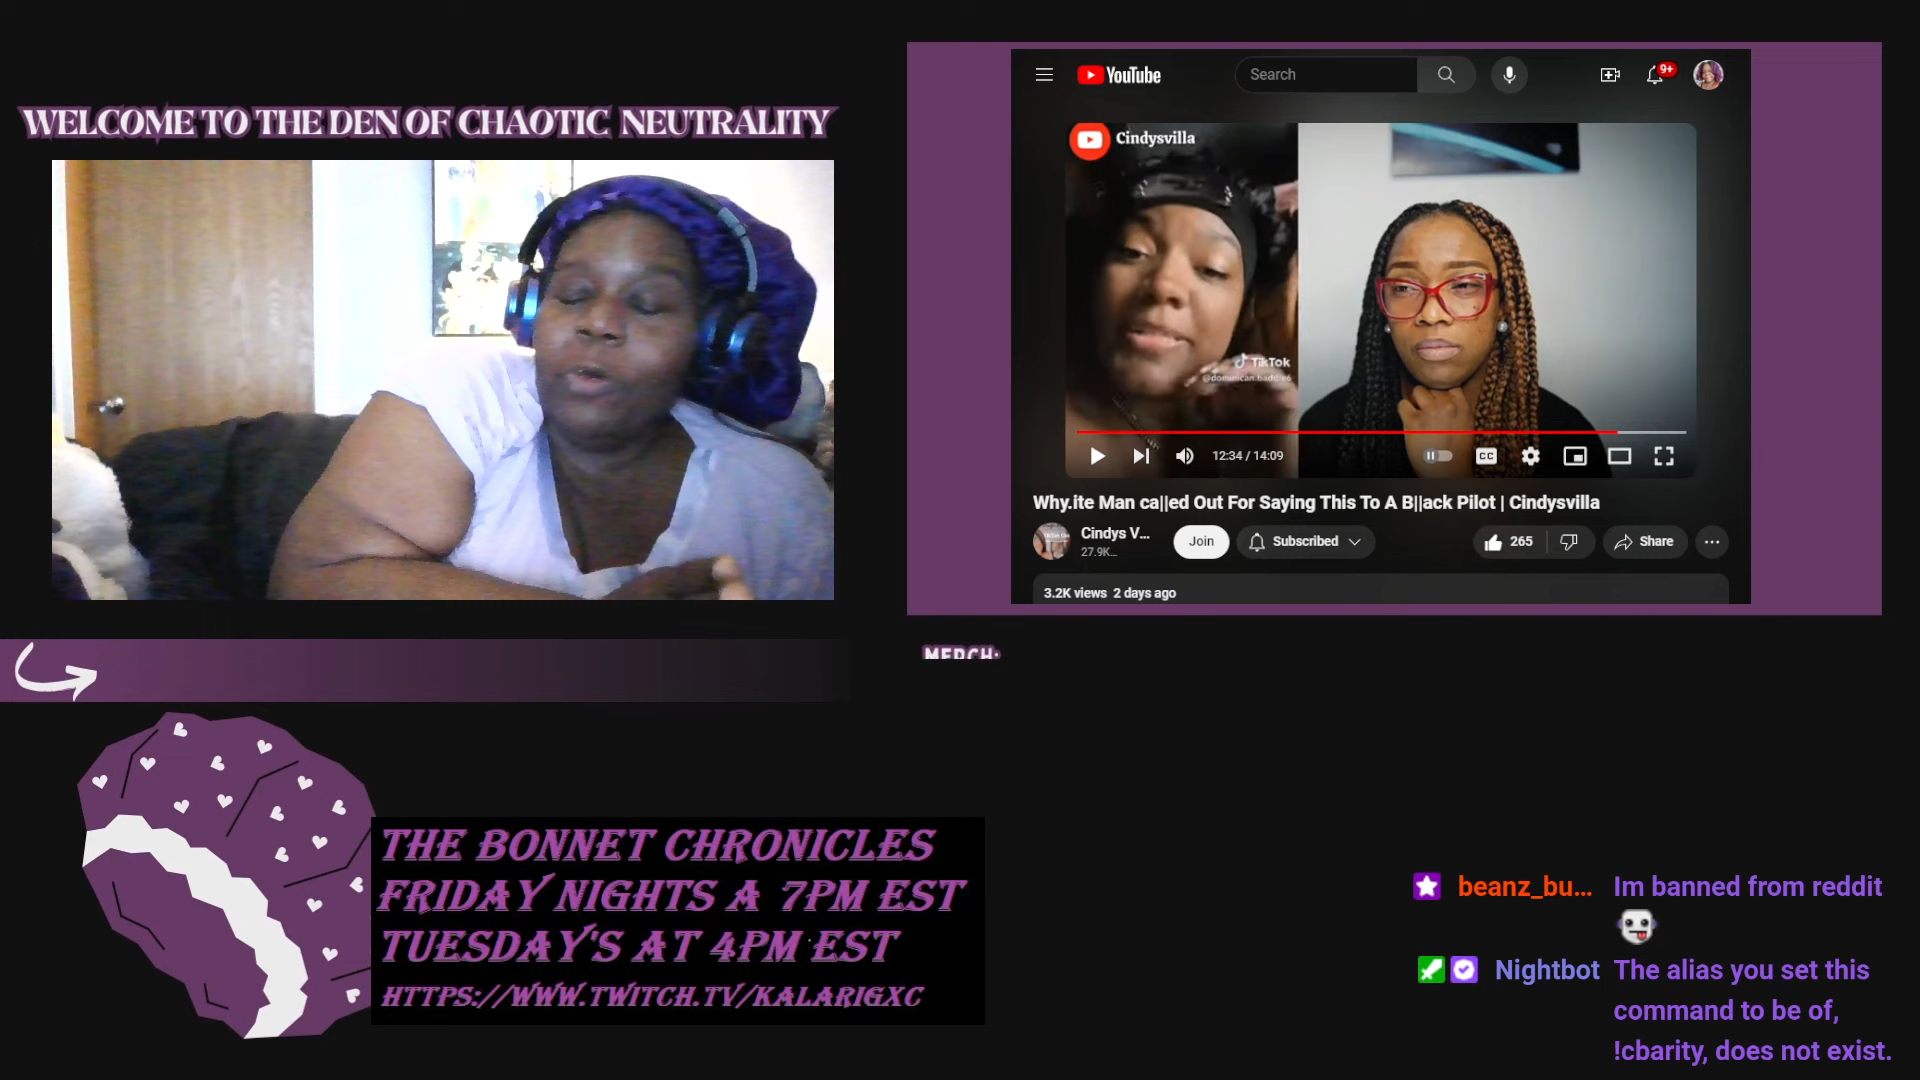 WELCOME TO THE DEN OF CHAOTIC NEUTRALITY
YouTube
Search
9+
Cindysvilla
TikTok
12:34 / 14:09
CC
Why.ite Man ca||ed Out For Saying This To A B||ack Pilot | Cindysvilla
Cindys V...
27.9K...
Join
Subscribed
265
Share
3.2K views 2 days ago
MERCH:
THE BONNET CHRONICLES
FRIDAY NIGHTS A 7PM EST
TUESDAY'S AT 4PM EST
HTTPS://WWW.TWITCH.TV/KALARIGXC
beanz_bu... Im banned from reddit
Nightbot The alias you set this
command to be of,
!cbarity, does not exist.